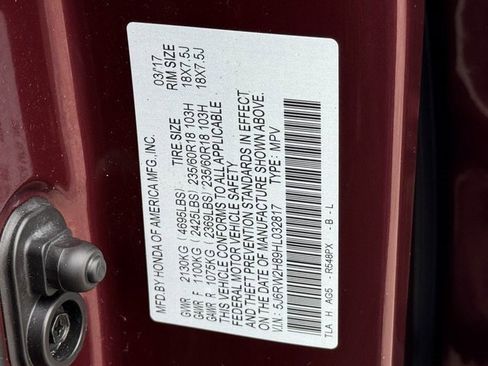 MFD.BY HONDA OF AMERICA MFG. INC. 03/17
TIRE SIZE RIM SIZE
GVWR 2130KG (4695LBS)
GAWR F 1100KG (2425LBS) 235/60R18 103H 18X7.5J
GAWR R 1075KG (2369LBS) 235/60R18 103H 18X7.5J
THIS VEHICLE CONFORMS TO ALL APPLICABLE
FEDERAL MOTOR VEHICLE SAFETY
AND THEFT PREVENTION STANDARDS IN EFFECT
ON THE DATE OF MANUFACTURE SHOWN ABOVE.
V.I.N.: 5J6RW2H89HL032817 TYPE: MPV
TLA H AG5 R548PX - B - L